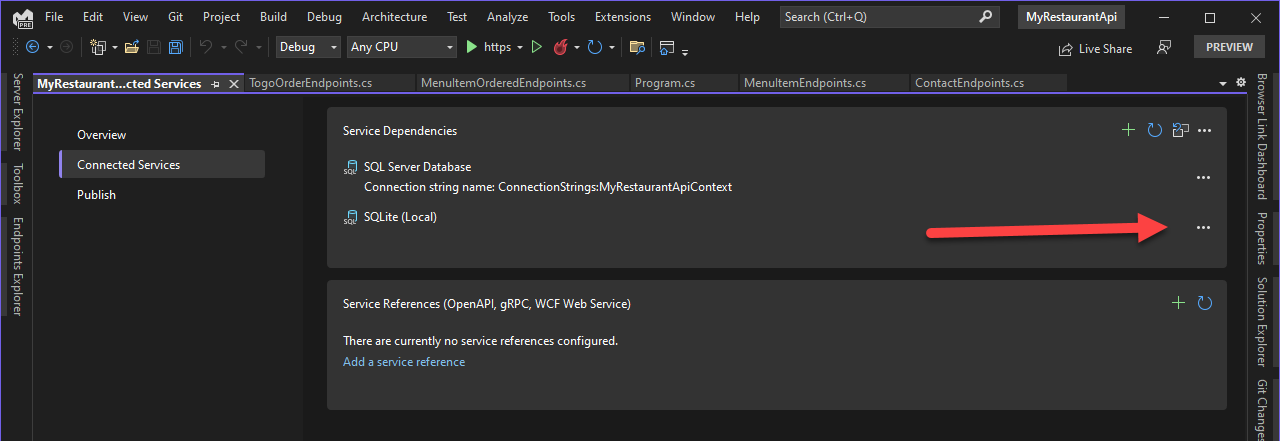 File Edit View Git Project Build Debug Architecture Test Analyze Tools Extensions Window Help Search (Ctrl+Q) MyRestaurantApi
PRE
Debug Any CPU https Live Share PREVIEW
MyRestaurant...cted Services TogoOrderEndpoints.cs MenuItemOrderedEndpoints.cs Program.cs MenuItemEndpoints.cs ContactEndpoints.cs
Server Explorer
Toolbox
Endpoints Explorer
Overview
Connected Services
Publish
Service Dependencies
SQL SQL Server Database
Connection string name: ConnectionStrings:MyRestaurantApiContext
SQL SQLite (Local)
Service References (OpenAPI, gRPC, WCF Web Service)
There are currently no service references configured.
Add a service reference
Browser Link Dashboard
Properties
Solution Explorer
Git Changes